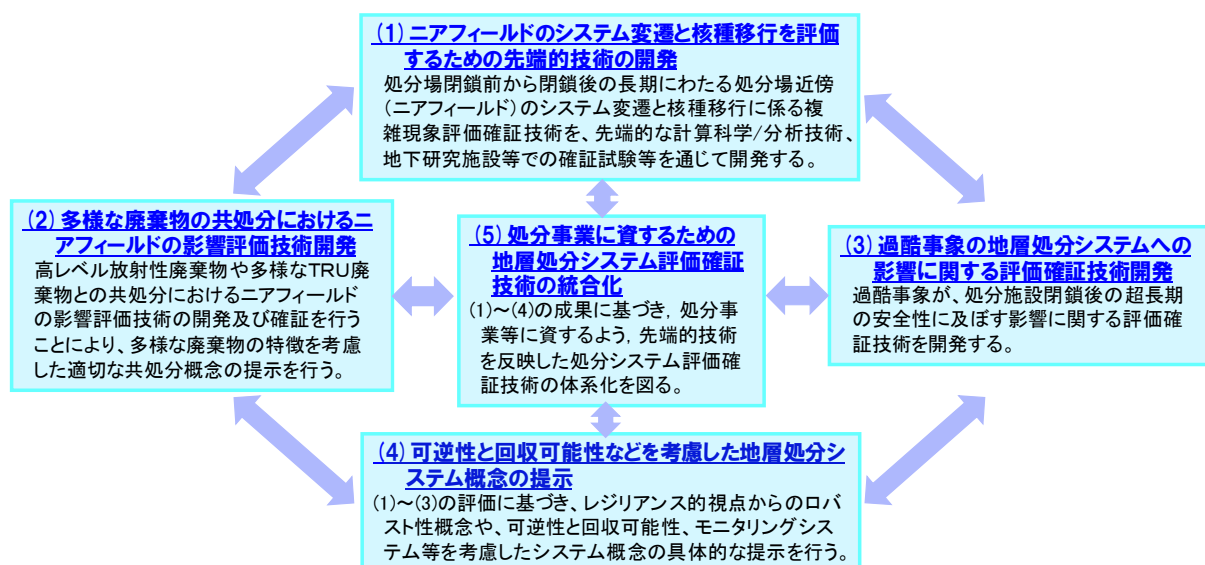 (1)ニアフィールドのシステム変遷と核種移行を評価
するための先端的技術の開発
処分場閉鎖前から閉鎖後の長期にわたる処分場近傍
(ニアフィールド)のシステム変遷と核種移行に係る複
雑現象評価確証技術を、先端的な計算科学/分析技術、
地下研究施設等での確証試験等を通じて開発する。
(2)多様な廃棄物の共処分におけるニ
アフィールドの影響評価技術開発
高レベル放射性廃棄物や多様なTRU廃
棄物との共処分におけるニアフィールド
の影響評価技術の開発及び確証を行う
ことにより、多様な廃棄物の特徴を考慮
した適切な共処分概念の提示を行う。
(5)処分事業に資するための
地層処分システム評価確証
技術の統合化
(1)～(4)の成果に基づき，処分事
業等に資するよう，先端的技術
を反映した処分システム評価確
証技術の体系化を図る。
(3)過酷事象の地層処分システムへの
影響に関する評価確証技術開発
過酷事象が、処分施設閉鎖後の超長期
の安全性に及ぼす影響に関する評価確
証技術を開発する。
(4)可逆性と回収可能性などを考慮した地層処分シ
ステム概念の提示
(1)～(3)の評価に基づき、レジリアンス的視点からのロバ
スト性概念や、可逆性と回収可能性、モニタリングシス
テム等を考慮したシステム概念の具体的な提示を行う。